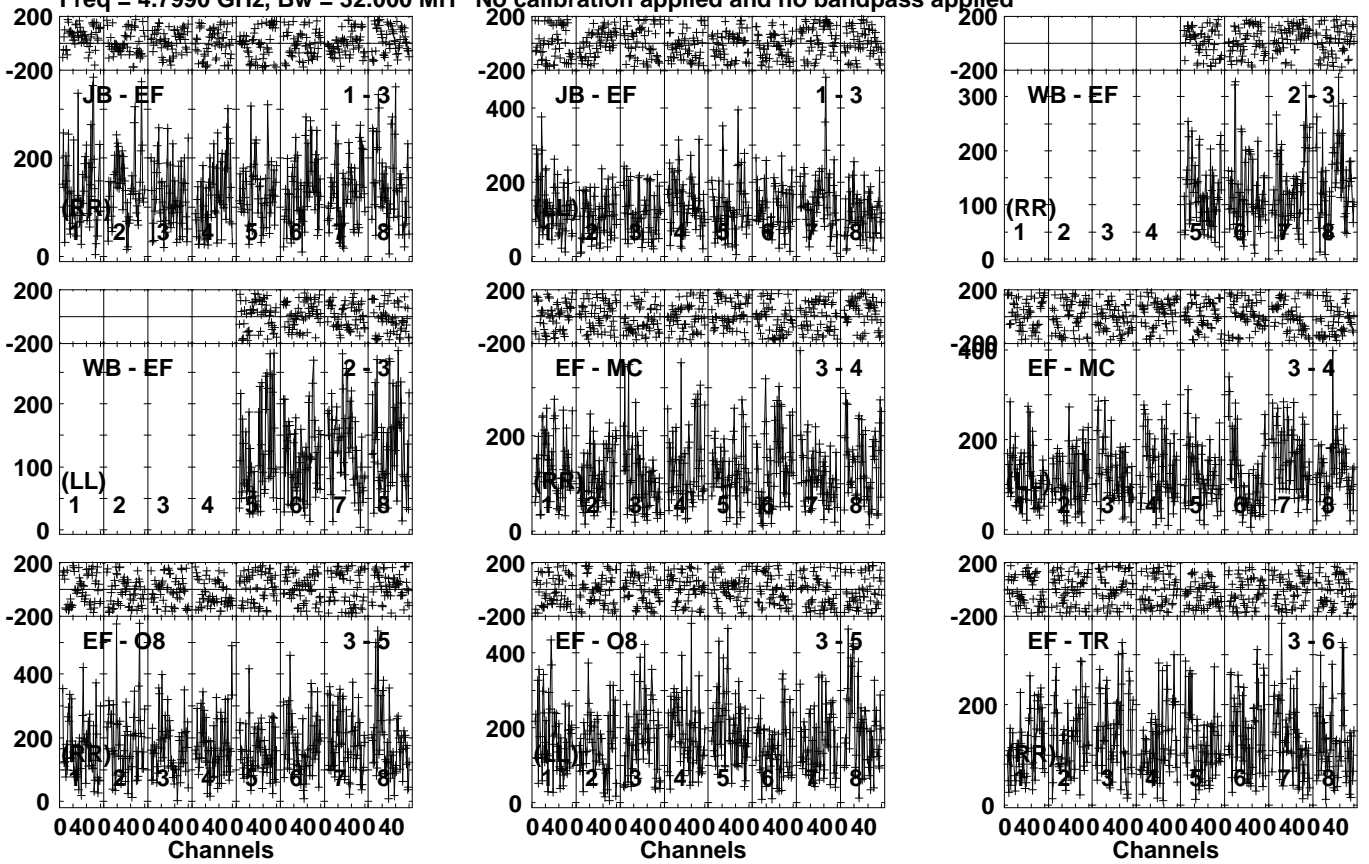 Freq = 4.7990 GHz, Bw = 32.000 MH No calibration applied and no bandpass applied
200 200 200
-200 -200 -200
JB - EF 1 - 3 JB - EF 1 - 3 WB - EF 2 - 3
400 300
200 200 200
100
(RR) (LL) (RR)
1 2 3 4 5 6 7 8 1 2 3 4 5 6 7 8 1 2 3 4 5 6 7 8
0 0 0
200 200 200
-200 -200 -200
400
WB - EF 2 - 3 EF - MC 3 - 4 EF - MC 3 - 4
200 200 200
100
(LL) (RR) (LL)
1 2 3 4 5 6 7 8 1 2 3 4 5 6 7 8 1 2 3 4 5 6 7 8
0 0 0
200 200 200
-200 -200 -200
EF - O8 3 - 5 EF - O8 3 - 5 EF - TR 3 - 6
400 400
200 200 200
(RR) (LL) (RR)
1 2 3 4 5 6 7 8 1 2 3 4 5 6 7 8 1 2 3 4 5 6 7 8
0 0 0
0 40 0 40 0 40 0 40 0 40 0 40 0 40 0 40 0 40 0 40 0 40 0 40 0 40 0 40 0 40 0 40 0 40 0 40 0 40 0 40 0 40 0 40 0 40 0 40
Channels Channels Channels